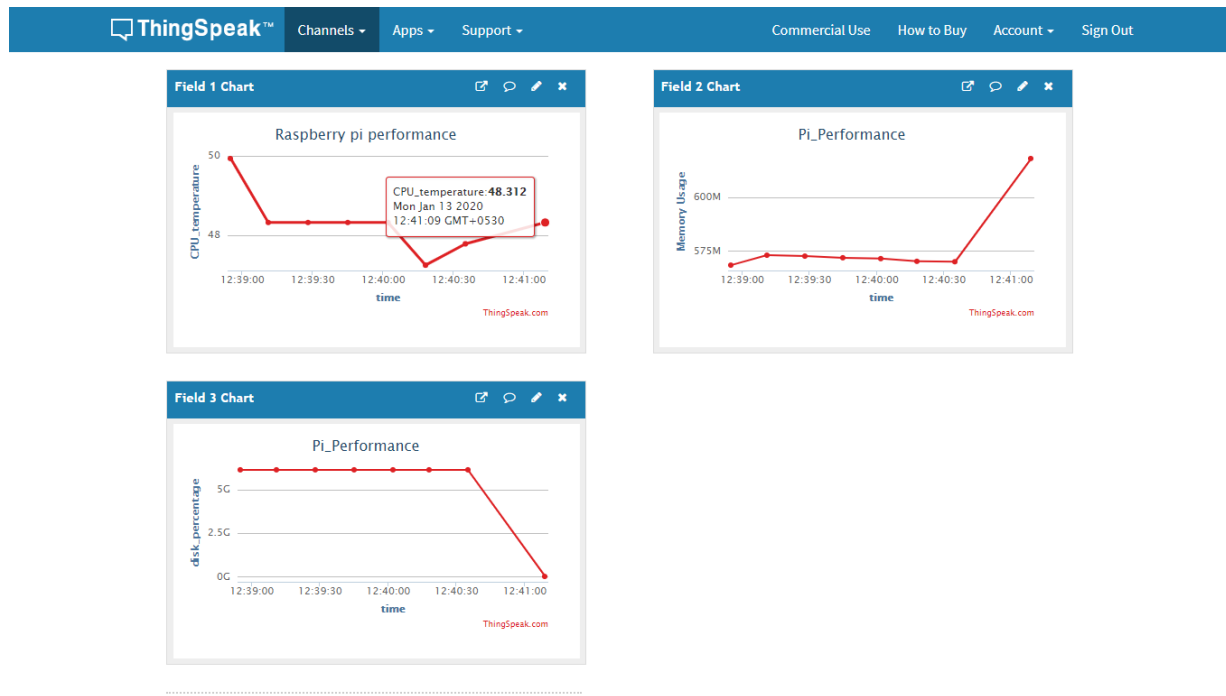 ThingSpeak™ Channels Apps Support Commercial Use How to Buy Account Sign Out
Field 1 Chart
Raspberry pi performance
50
48
CPU_temperature
CPU_temperature:48.312
Mon Jan 13 2020
12:41:09 GMT+0530
12:39:00 12:39:30 12:40:00 12:40:30 12:41:00
time
ThingSpeak.com
Field 2 Chart
Pi_Performance
600M
575M
Memory Usage
12:39:00 12:39:30 12:40:00 12:40:30 12:41:00
time
ThingSpeak.com
Field 3 Chart
Pi_Performance
5G
2.5G
0G
disk_percentage
12:39:00 12:39:30 12:40:00 12:40:30 12:41:00
time
ThingSpeak.com